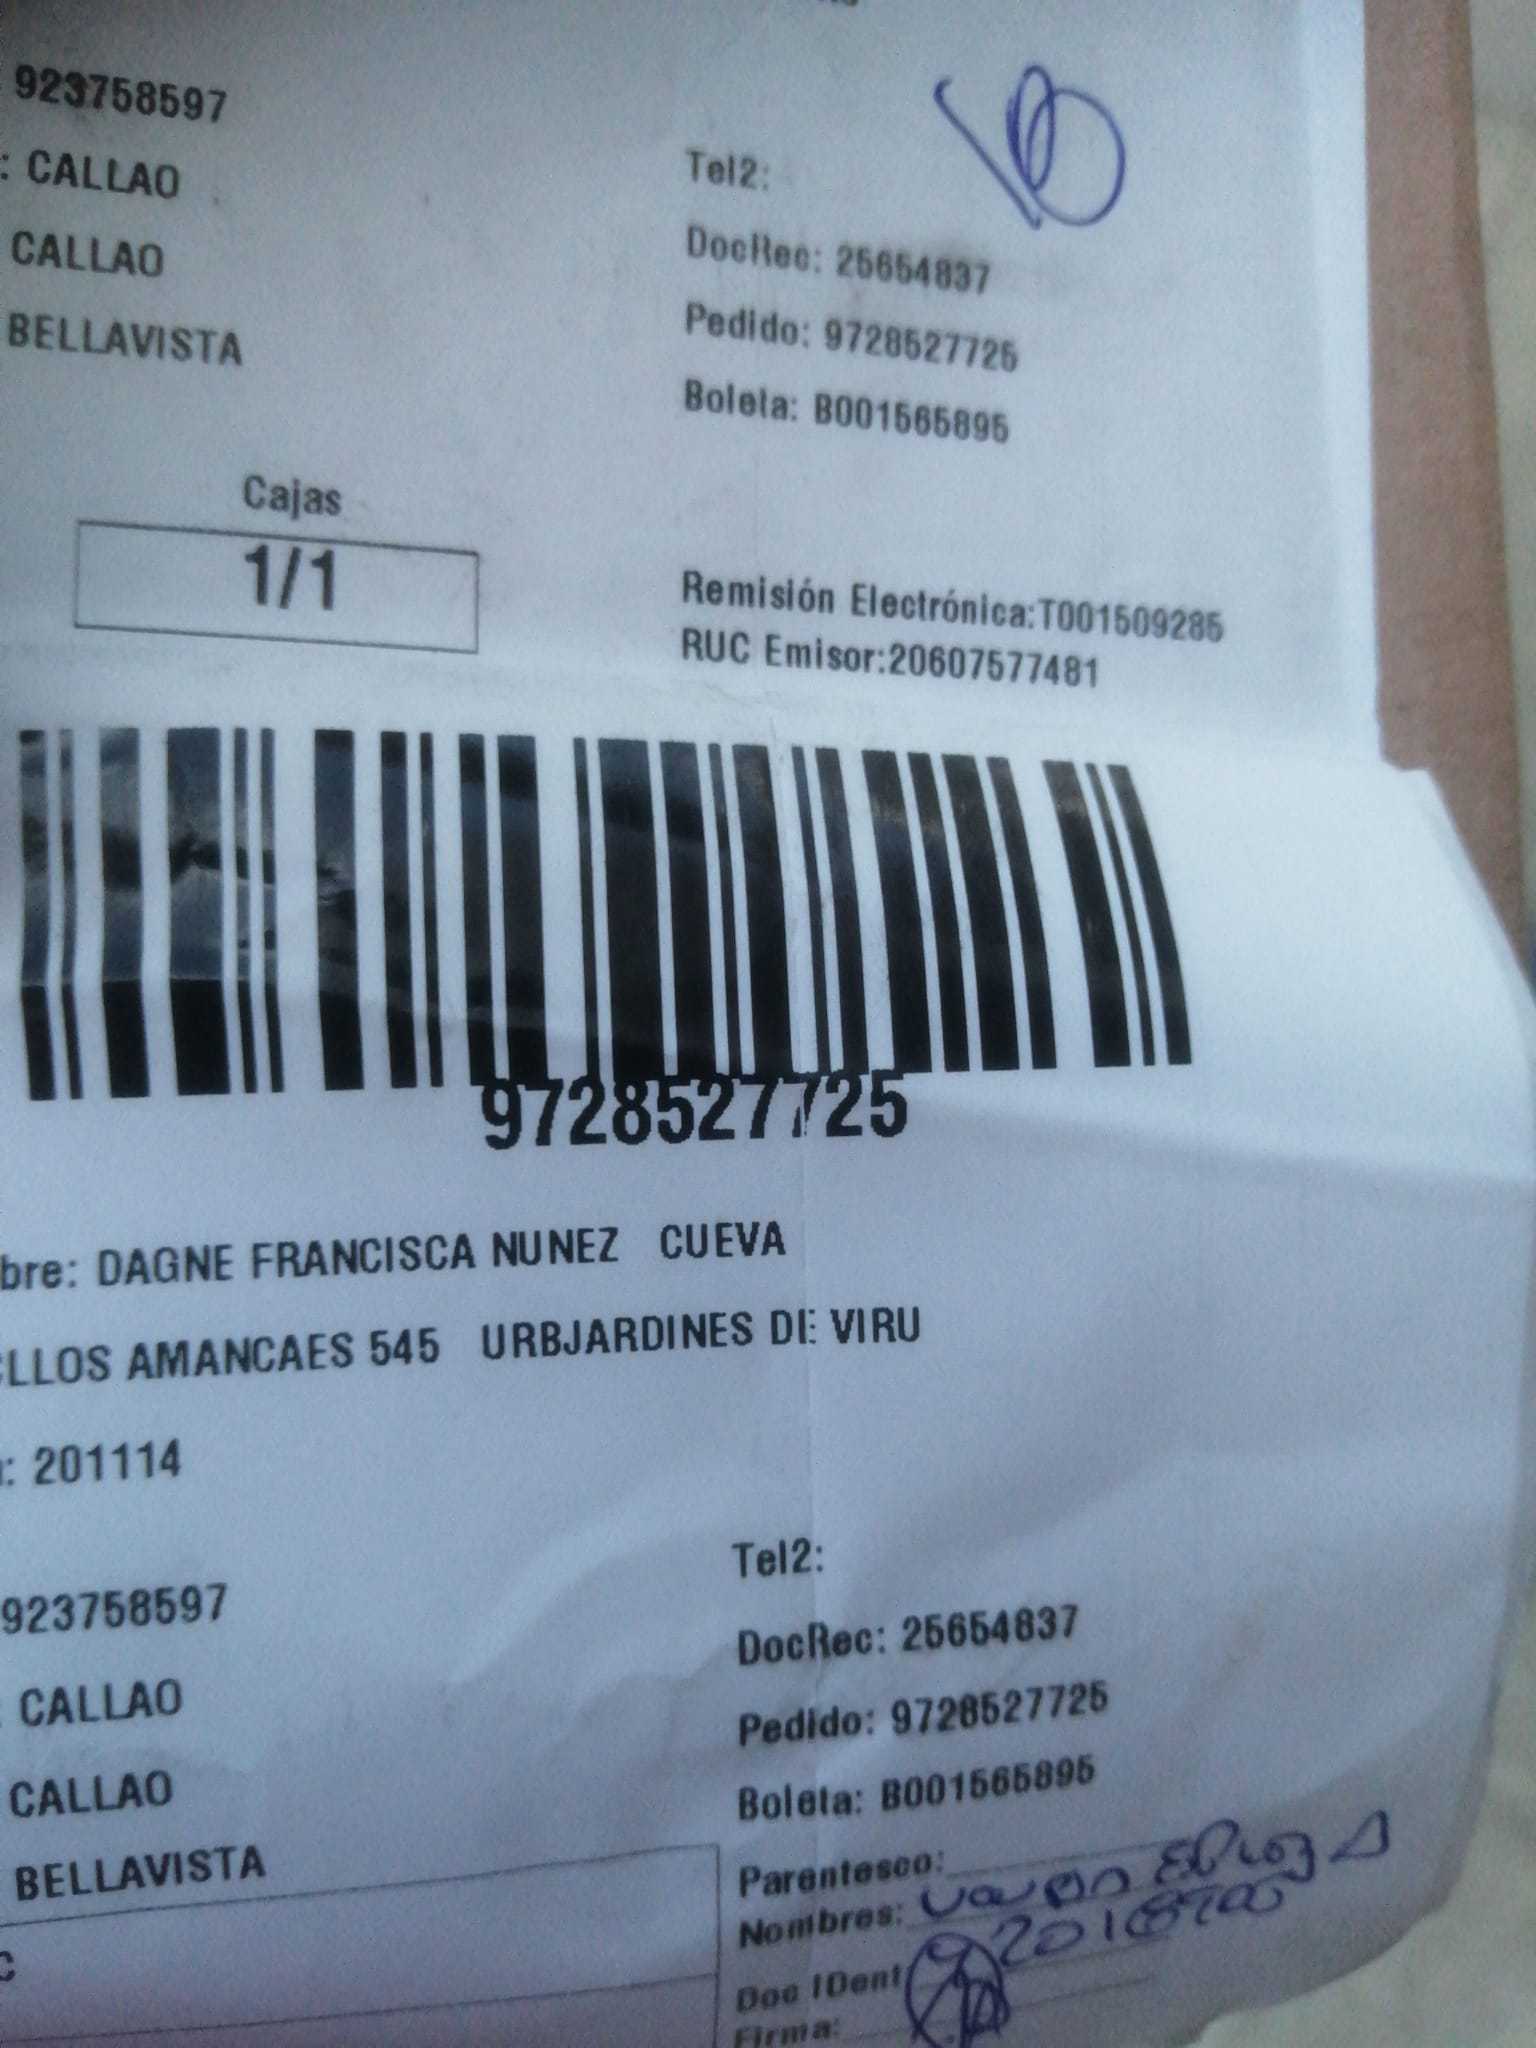 923758597
: CALLAO
CALLAO
BELLAVISTA
Tel2:
DocRec: 25654837
Pedido: 9728527725
Boleta: B001565895
Cajas
1/1
Remisión Electrónica:T001509285
RUC Emisor:20607577481
9728527725
bre: DAGNE FRANCISCA NUNEZ CUEVA
LLOS AMANCAES 545 URBJARDINES DE VIRU
: 201114
923758597
: CALLAO
CALLAO
BELLAVISTA
Tel2:
DocRec: 25654837
Pedido: 9728527725
Boleta: B001565895
Parentesco:
Nombres:
Doc IDent
Firma:
C